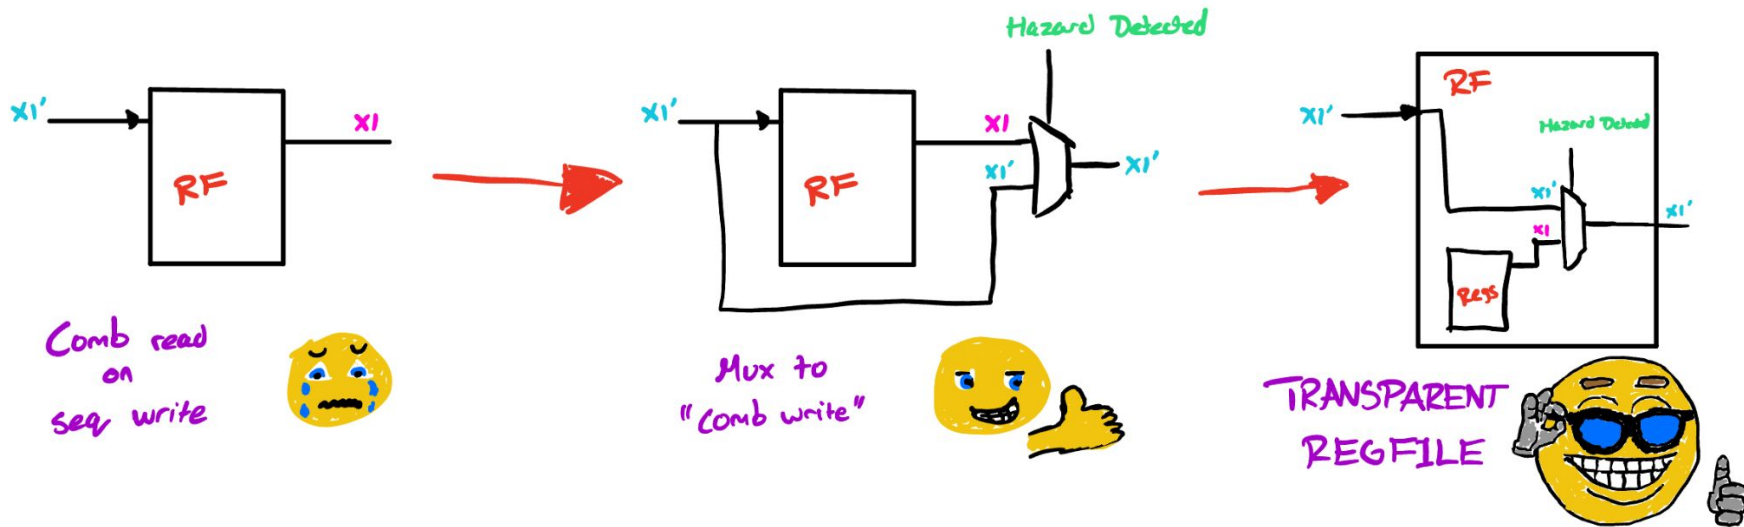 x1'
x1
RF
Comb read
on
seq write
Hazard Detected
x1'
x1
x1'
x1'
RF
Mux to
"Comb write"
RF
x1'
Hazard Detected
x1'
x1
x1'
Regs
TRANSPARENT
REGFILE